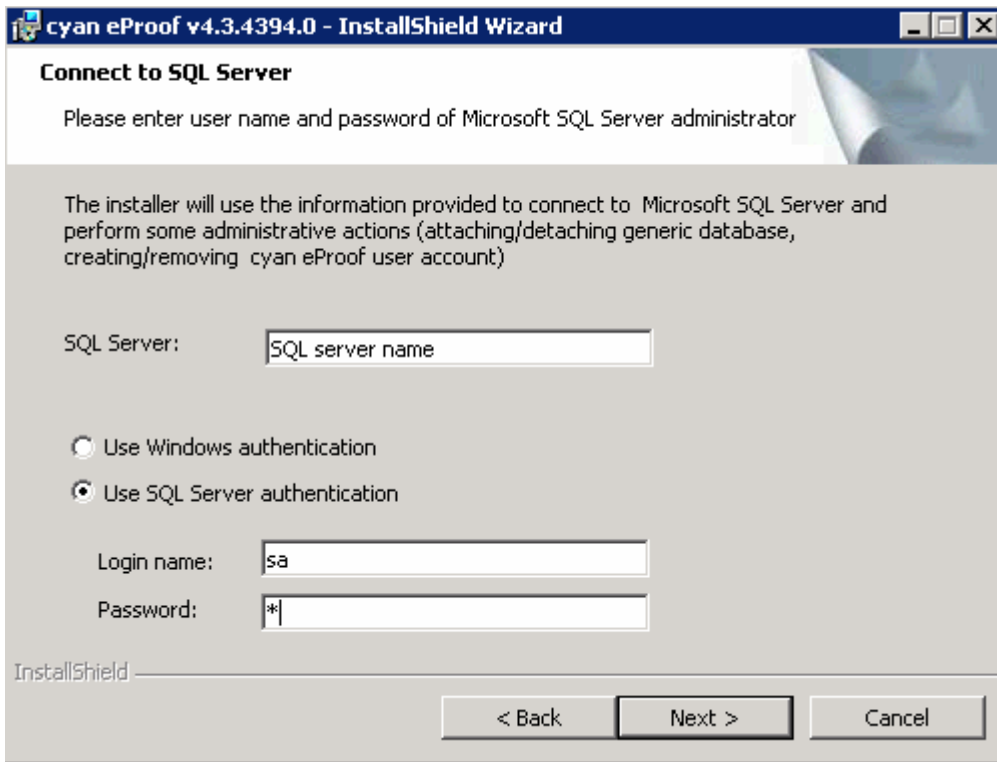 cyan eProof v4.3.4394.0 - InstallShield Wizard
Connect to SQL Server
Please enter user name and password of Microsoft SQL Server administrator
The installer will use the information provided to connect to  Microsoft SQL Server and
perform some administrative actions (attaching/detaching generic database,
creating/removing  cyan eProof user account)
SQL Server:
SQL server name
Use Windows authentication
Use SQL Server authentication
Login name:
sa
Password:
*
InstallShield
< Back
Next >
Cancel